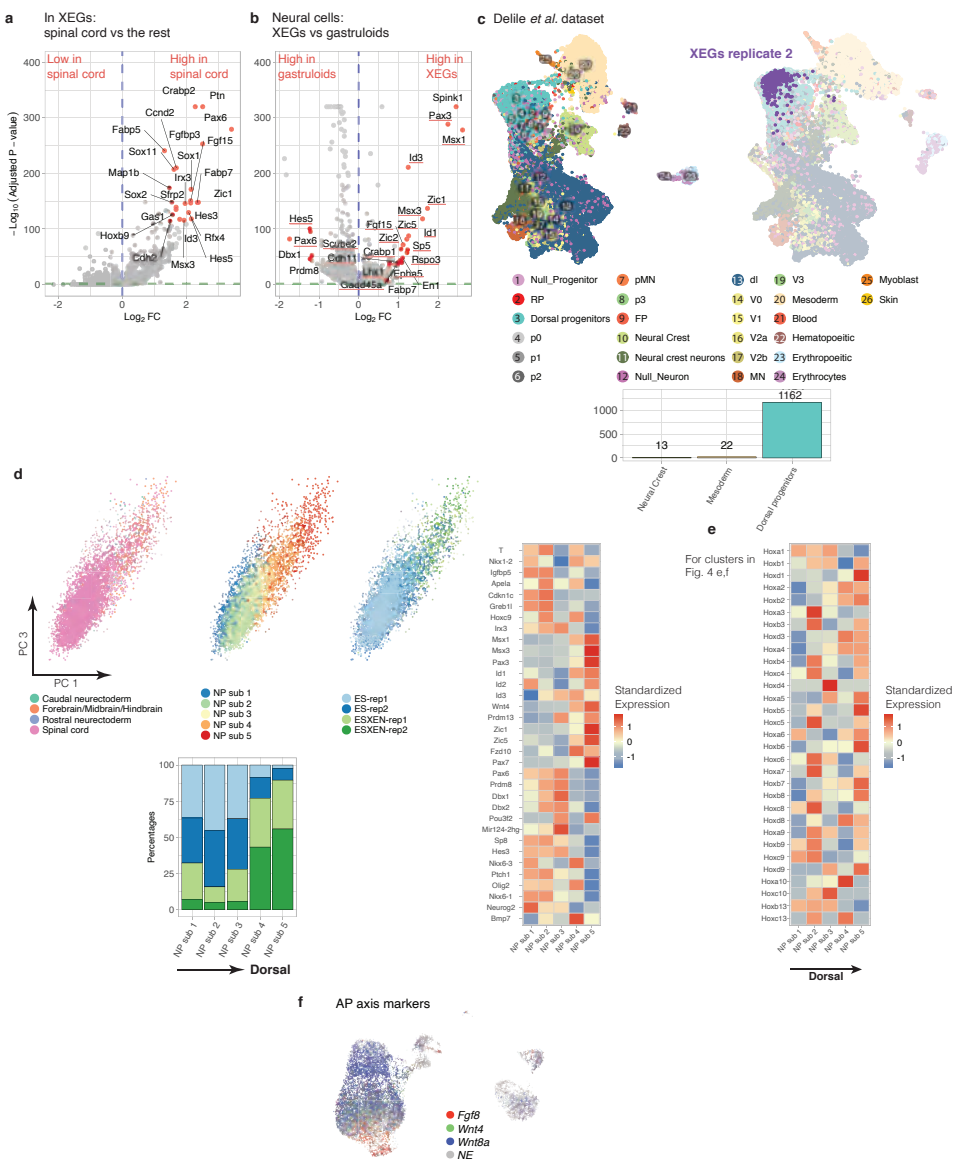 a In XEGs:
spinal cord vs the rest
Low in
spinal cord
High in
spinal cord
400
300
200
100
0
−Log10 (Adjusted P − value)
Crabp2
Ptn
Ccnd2
Pax6
Fabp5
Fgfbp3
Fgf15
Sox11
Sox1
Map1b
Irx3
Fabp7
Sox2
Sfrp2
Zic1
Gas1
Hes3
Hoxb9
Id3
Rfx4
Cdh2
Msx3
Hes5
-2
0
2
Log2 FC
b Neural cells:
XEGs vs gastruloids
High in
gastruloids
High in
XEGs
400
300
200
100
0
Spink1
Pax3
Msx1
Id3
Zic1
Msx3
Hes5
Fgf15
Zic5
Id1
Pax6
Zic2
Scube2
Sp5
Dbx1
Cdh11
Crabp1
Rspo3
Prdm8
Lhx1
Epha5
Gadd45a
Fabp7
En1
-2
-1
0
1
2
Log2 FC
c Delile et al. dataset
XEGs replicate 2
1 Null_Progenitor
2 RP
3 Dorsal progenitors
4 p0
5 p1
6 p2
7 pMN
8 p3
9 FP
10 Neural Crest
11 Neural crest neurons
12 Null_Neuron
13 dI
14 V0
15 V1
16 V2a
17 V2b
18 MN
19 V3
20 Mesoderm
21 Blood
22 Hematopoeitic
23 Erythropoeitic
24 Erythrocytes
25 Myoblast
26 Skin
1000
500
0
13
22
1162
Neural Crest
Mesoderm
Dorsal progenitors
d
PC 3
PC 1
Caudal neurectoderm
Forebrain/Midbrain/Hindbrain
Rostral neurectoderm
Spinal cord
NP sub 1
NP sub 2
NP sub 3
NP sub 4
NP sub 5
ES-rep1
ES-rep2
ESXEN-rep1
ESXEN-rep2
100
75
50
25
0
Percentages
NP sub 1
NP sub 2
NP sub 3
NP sub 4
NP sub 5
Dorsal
T
Nkx1-2
Igfbp5
Apela
Cdkn1c
Greb1l
Hoxc9
Irx3
Msx1
Msx3
Pax3
Id1
Id2
Id3
Wnt4
Prdm13
Zic1
Zic5
Fzd10
Pax7
Pax6
Prdm8
Dbx1
Dbx2
Pou3f2
Mir124-2hg
Sp8
Hes3
Nkx6-3
Ptch1
Olig2
Nkx6-1
Neurog2
Bmp7
NP sub 1
NP sub 2
NP sub 3
NP sub 4
NP sub 5
Standardized
Expression
1
0
-1
e
For clusters in
Fig. 4 e,f
Hoxa1
Hoxb1
Hoxd1
Hoxa2
Hoxb2
Hoxa3
Hoxb3
Hoxd3
Hoxa4
Hoxb4
Hoxc4
Hoxd4
Hoxa5
Hoxb5
Hoxc5
Hoxa6
Hoxb6
Hoxc6
Hoxa7
Hoxb7
Hoxb8
Hoxc8
Hoxd8
Hoxa9
Hoxb9
Hoxc9
Hoxd9
Hoxa10
Hoxc10
Hoxb13
Hoxc13
NP sub 1
NP sub 2
NP sub 3
NP sub 4
NP sub 5
Dorsal
Standardized
Expression
1
0
-1
f AP axis markers
Fgf8
Wnt4
Wnt8a
NE